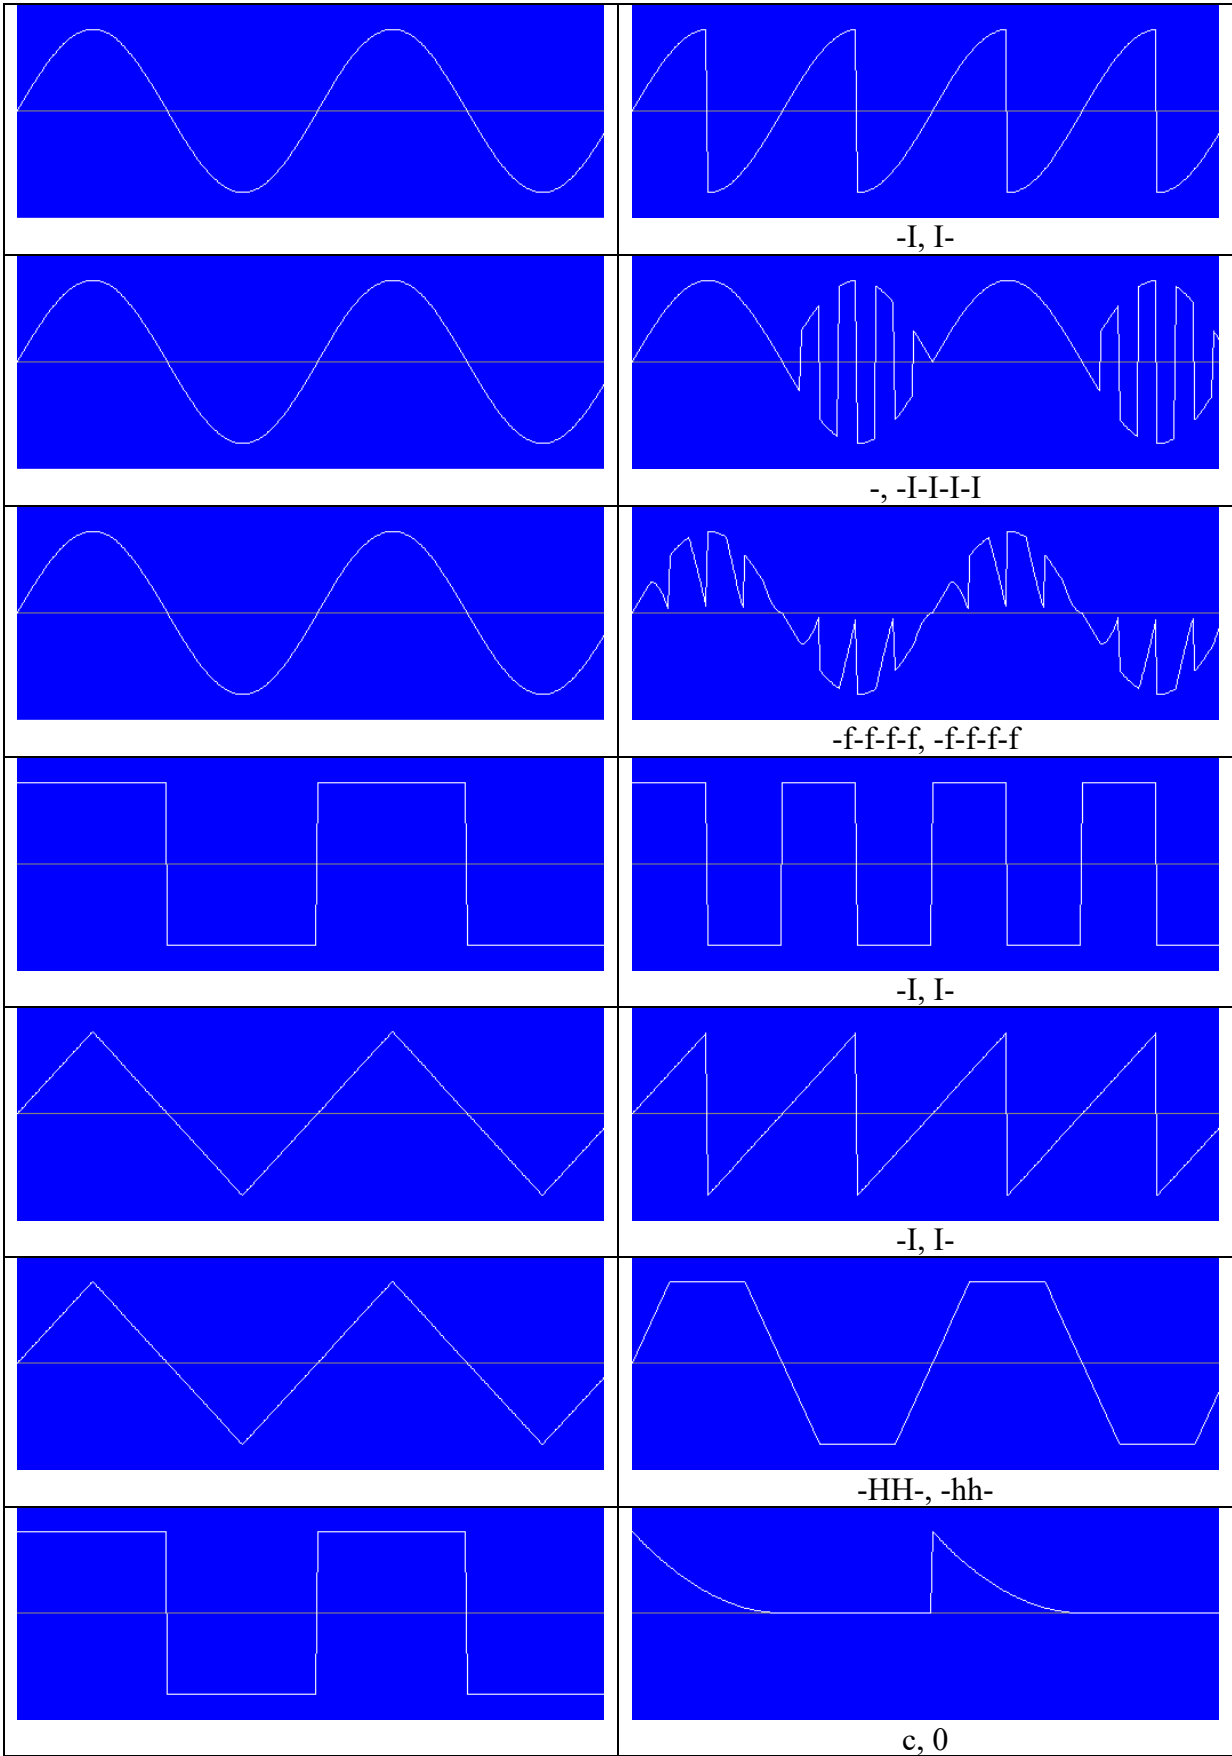 -I, I-
-, -I-I-I-I
-f-f-f-f, -f-f-f-f
-I, I-
-I, I-
-HH-, -hh-
c, 0